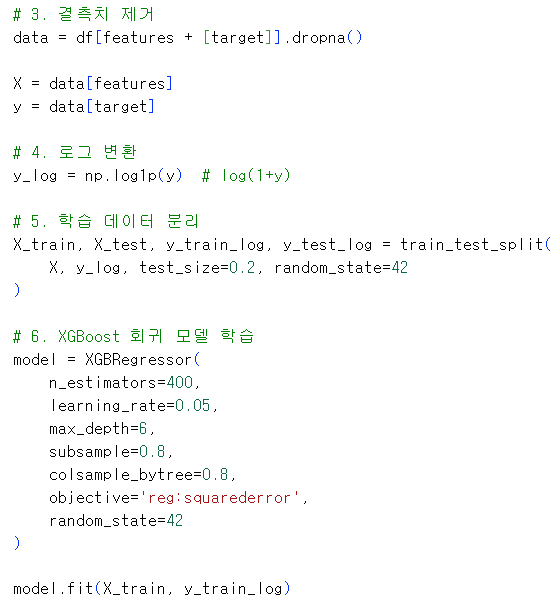 # 3. 결측치 제거
data = df[features + [target]].dropna()
X = data[features]
y = data[target]
# 4. 로그 변환
y_log = np.log1p(y)  # log(1+y)
# 5. 학습 데이터 분리
X_train, X_test, y_train_log, y_test_log = train_test_split(
    X, y_log, test_size=0.2, random_state=42
)
# 6. XGBoost 회귀 모델 학습
model = XGBRegressor(
    n_estimators=400,
    learning_rate=0.05,
    max_depth=6,
    subsample=0.8,
    colsample_bytree=0.8,
    objective='reg:squarederror',
    random_state=42
)
model.fit(X_train, y_train_log)